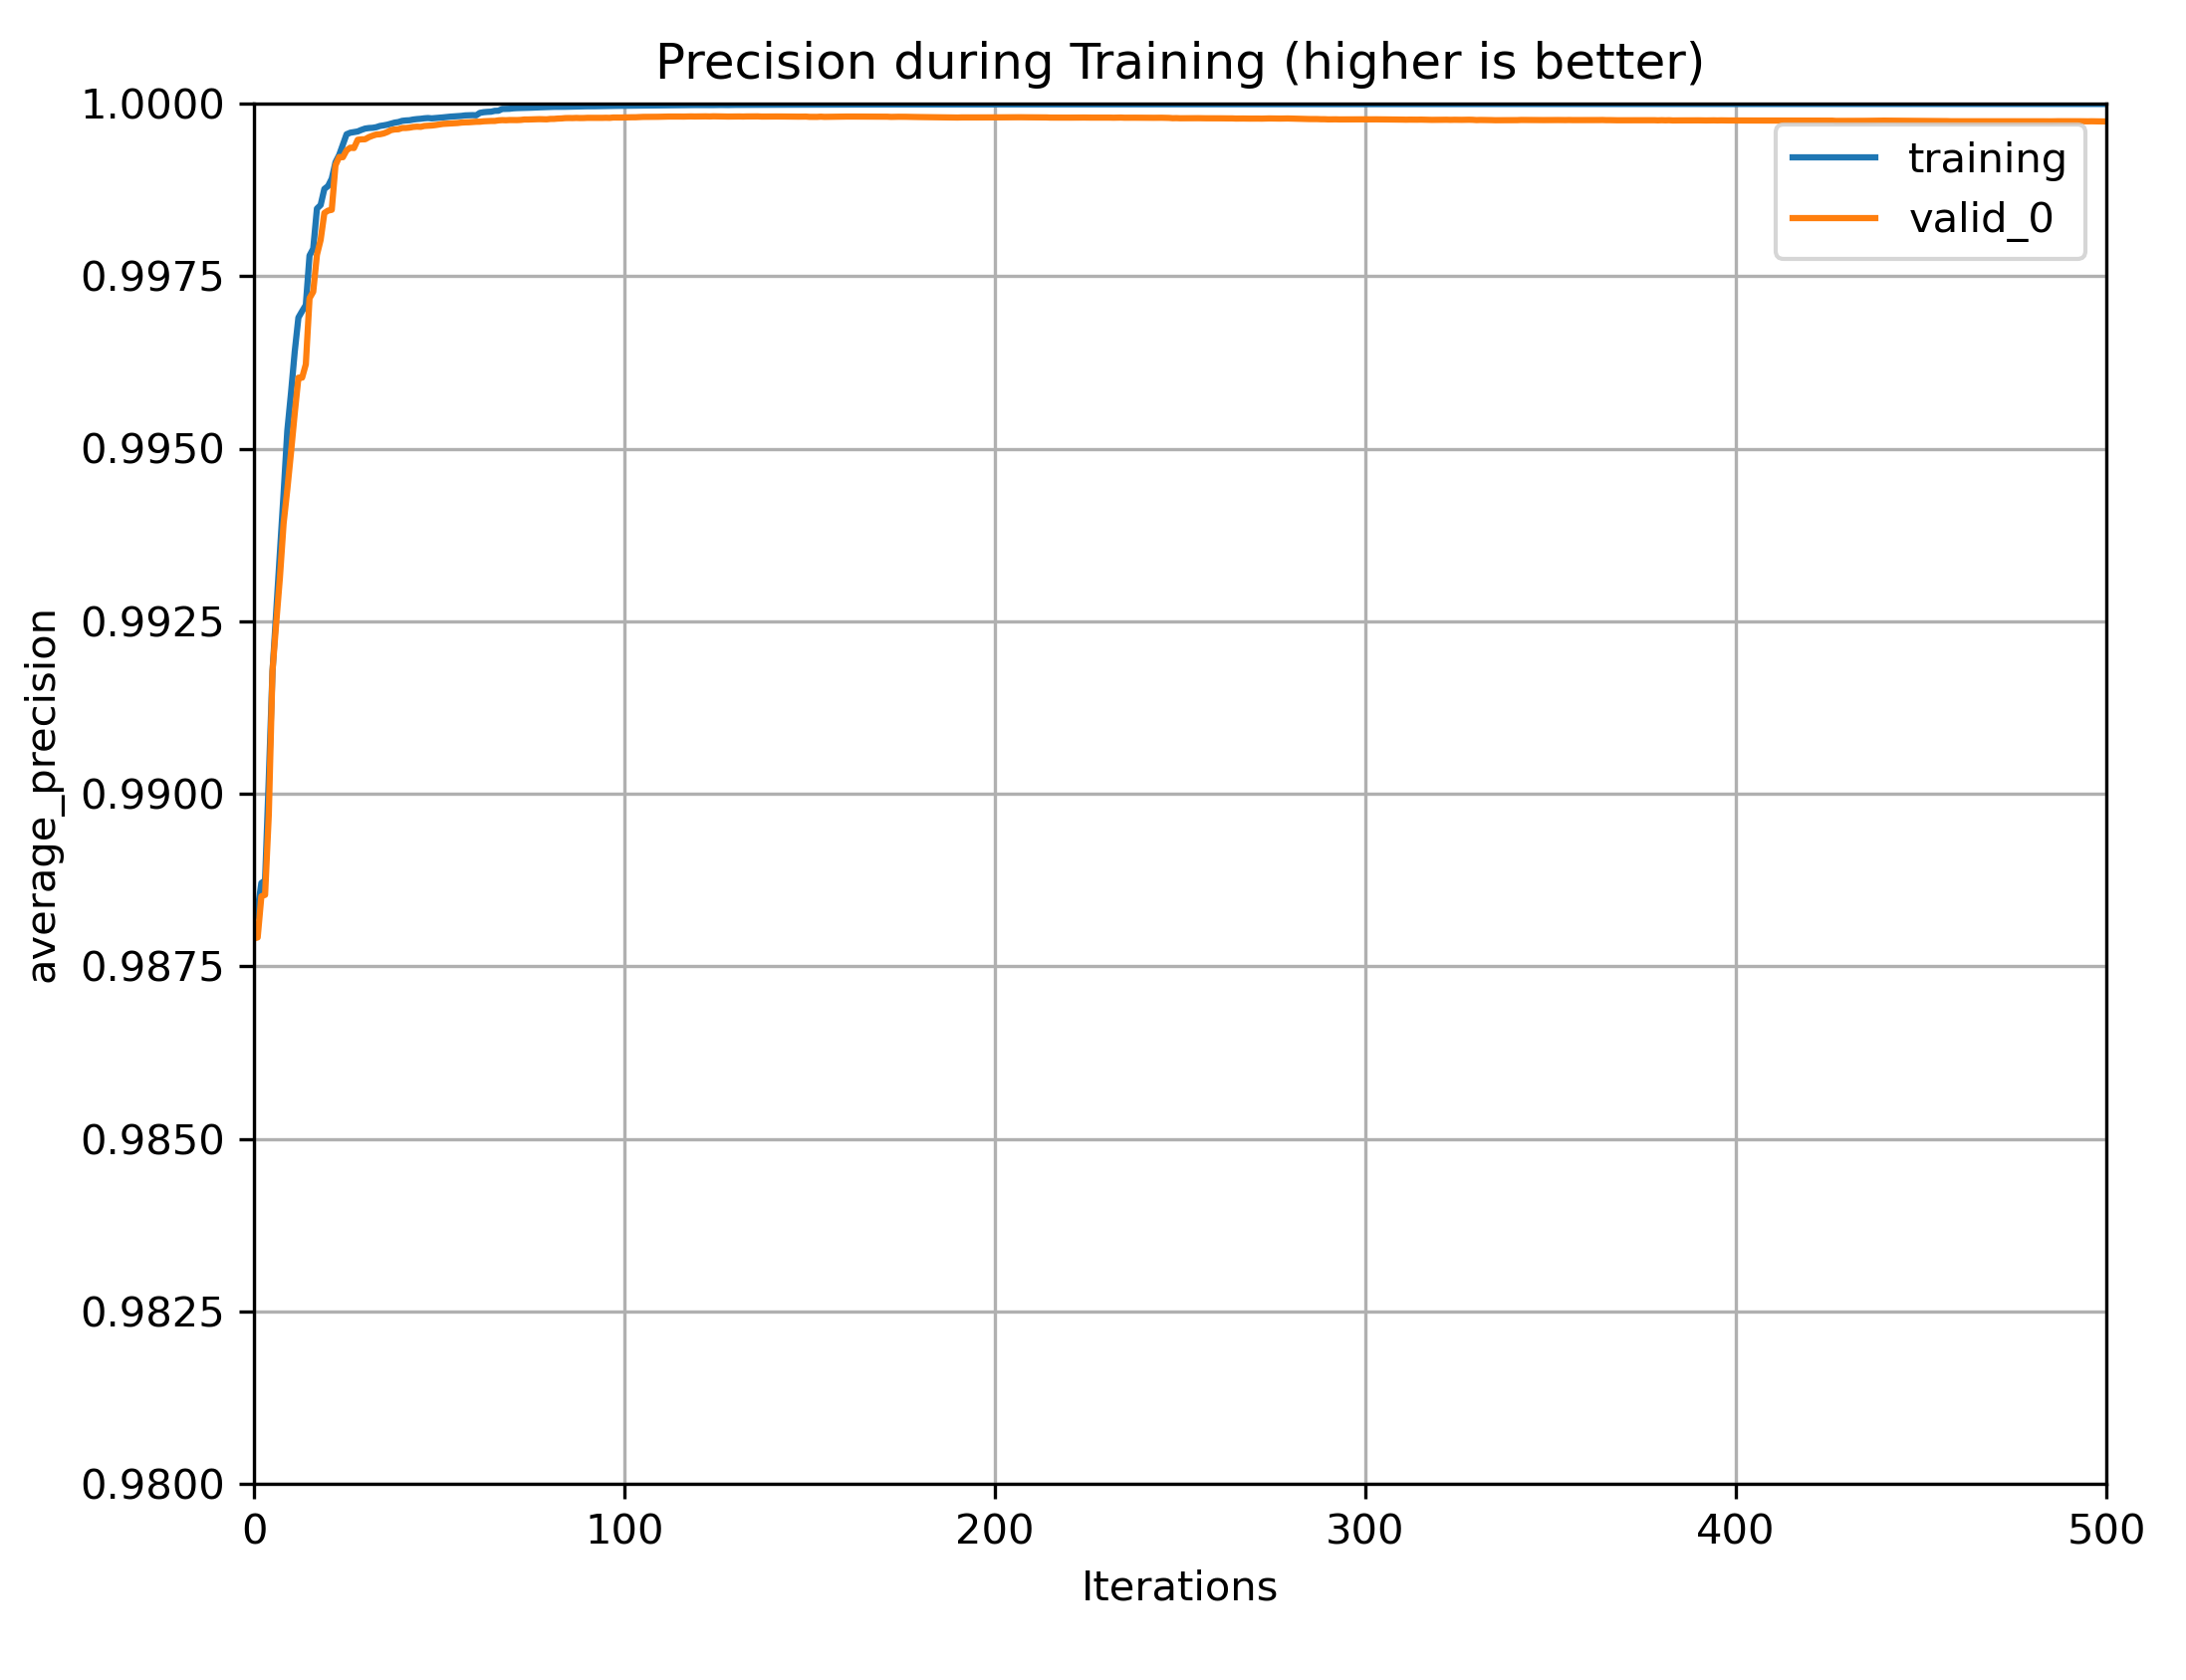 Precision during Training (higher is better)
1.0000
0.9975
0.9950
0.9925
0.9900
0.9875
0.9850
0.9825
0.9800
average_precision
training
valid_0
0 100 200 300 400 500
Iterations